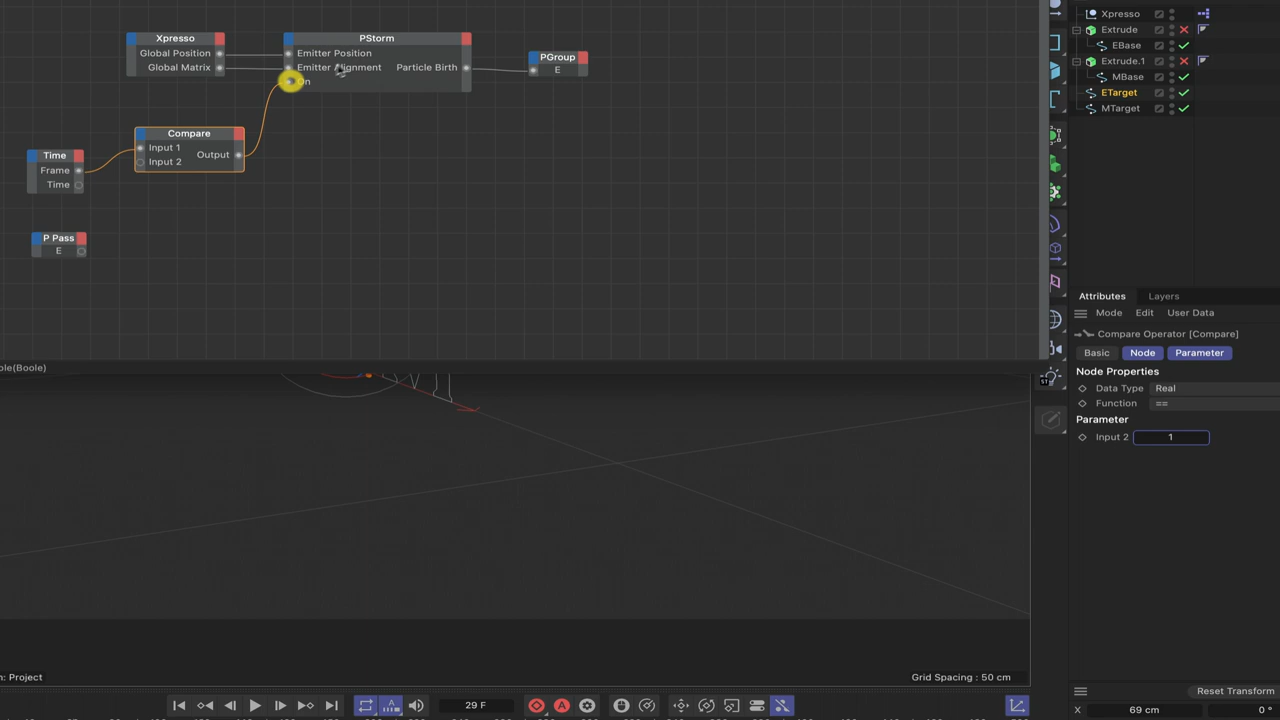 Xpresso
Global Position
Global Matrix
PStorm
Emitter Position
Emitter Alignment
On
Particle Birth
PGroup
E
Compare
Input 1
Input 2
Output
Time
Frame
Time
P Pass
E
ole(Boole)
n: Project
Grid Spacing : 50 cm
29 F
Xpresso
Extrude
EBase
Extrude.1
MBase
ETarget
MTarget
Attributes
Layers
Mode
Edit
User Data
Compare Operator [Compare]
Basic
Node
Parameter
Node Properties
Data Type
Real
Function
==
Parameter
Input 2
1
Reset Transform
X
69 cm
0 °